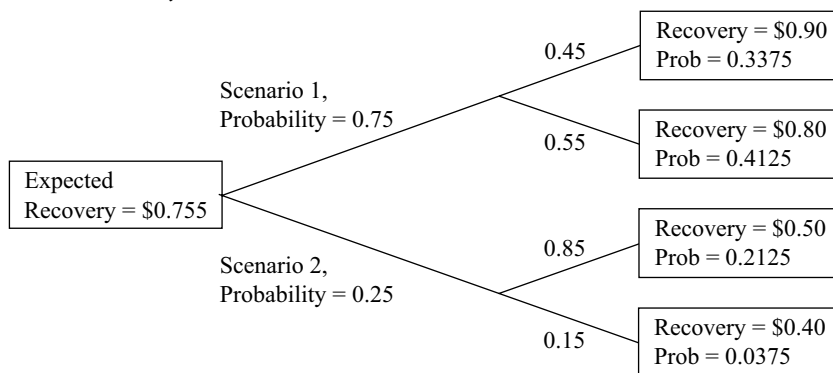 0.45
Recovery = $0.90
Prob = 0.3375
Scenario 1,
Probability = 0.75
0.55
Recovery = $0.80
Prob = 0.4125
Expected
Recovery = $0.755
Scenario 2,
Probability = 0.25
0.85
Recovery = $0.50
Prob = 0.2125
0.15
Recovery = $0.40
Prob = 0.0375